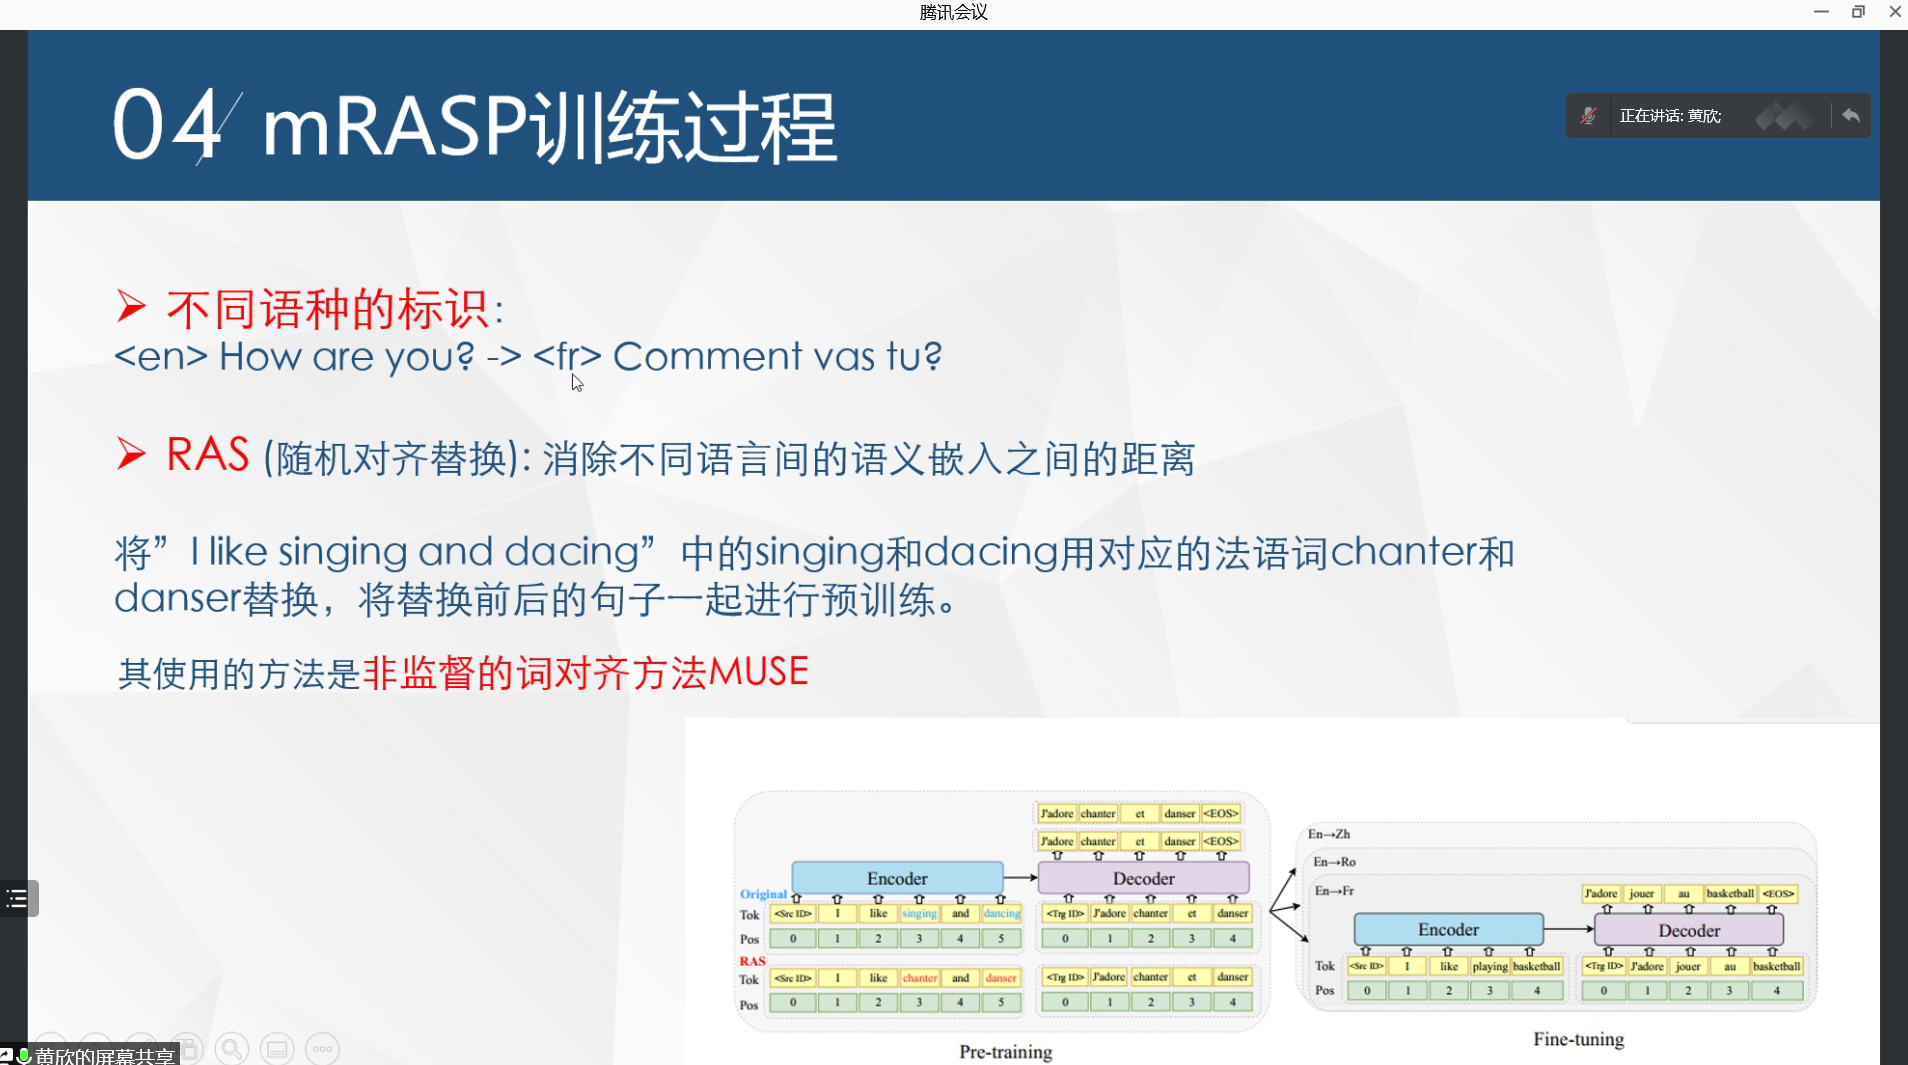 腾讯会议
04 mRASP训练过程
正在讲话: 黄欣;
不同语种的标识:
<en> How are you? -> <fr> Comment vas tu?
RAS (随机对齐替换): 消除不同语言间的语义嵌入之间的距离
将” I like singing and dacing” 中的singing和dacing用对应的法语词chanter和
danser替换，将替换前后的句子一起进行预训练。
其使用的方法是非监督的词对齐方法MUSE
J'adore chanter et danser <EOS>
J'adore chanter et danser <EOS>
Encoder Decoder
Original
Tok <Src ID> I like singing and dancing <Trg ID> J'adore chanter et danser
Pos 0 1 2 3 4 5 0 1 2 3 4
RAS
Tok <Src ID> I like chanter and danser <Trg ID> J'adore chanter et danser
Pos 0 1 2 3 4 5 0 1 2 3 4
Pre-training
En→Zh
En→Ro
En→Fr
J'adore jouer au basketball <EOS>
Encoder Decoder
Tok <Src ID> I like playing basketball <Trg ID> J'adore jouer au basketball
Pos 0 1 2 3 4 0 1 2 3 4
Fine-tuning
黄欣的屏幕共享